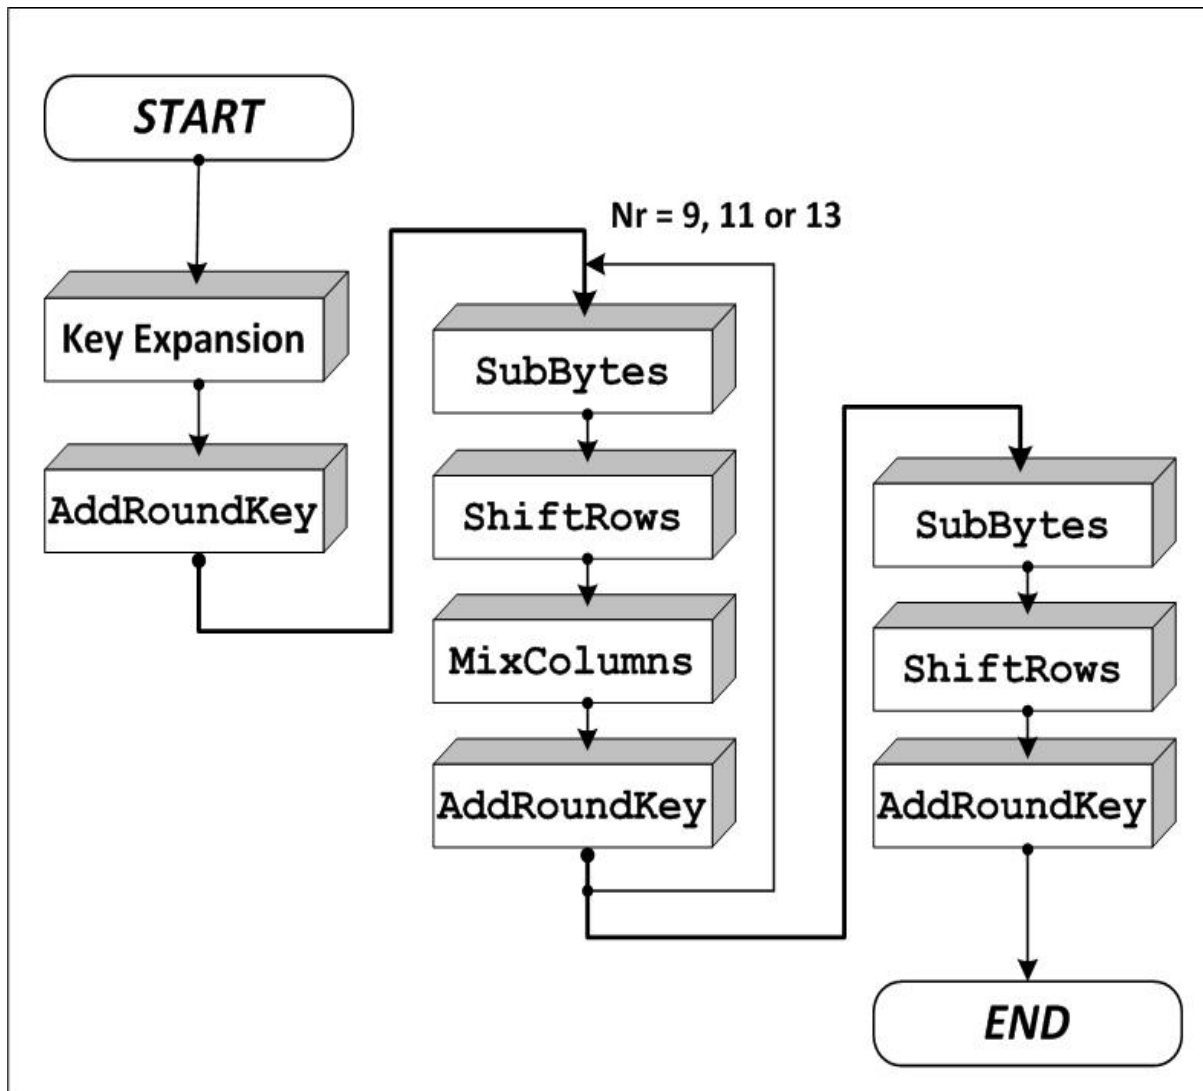 START
Key Expansion
AddRoundKey
Nr = 9, 11 or 13
SubBytes
ShiftRows
MixColumns
AddRoundKey
SubBytes
ShiftRows
AddRoundKey
END